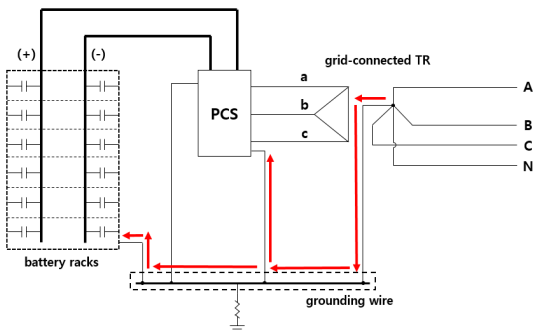 (+)
(-)
grid-connected TR
PCS
a
b
c
A
B
C
N
battery racks
grounding wire